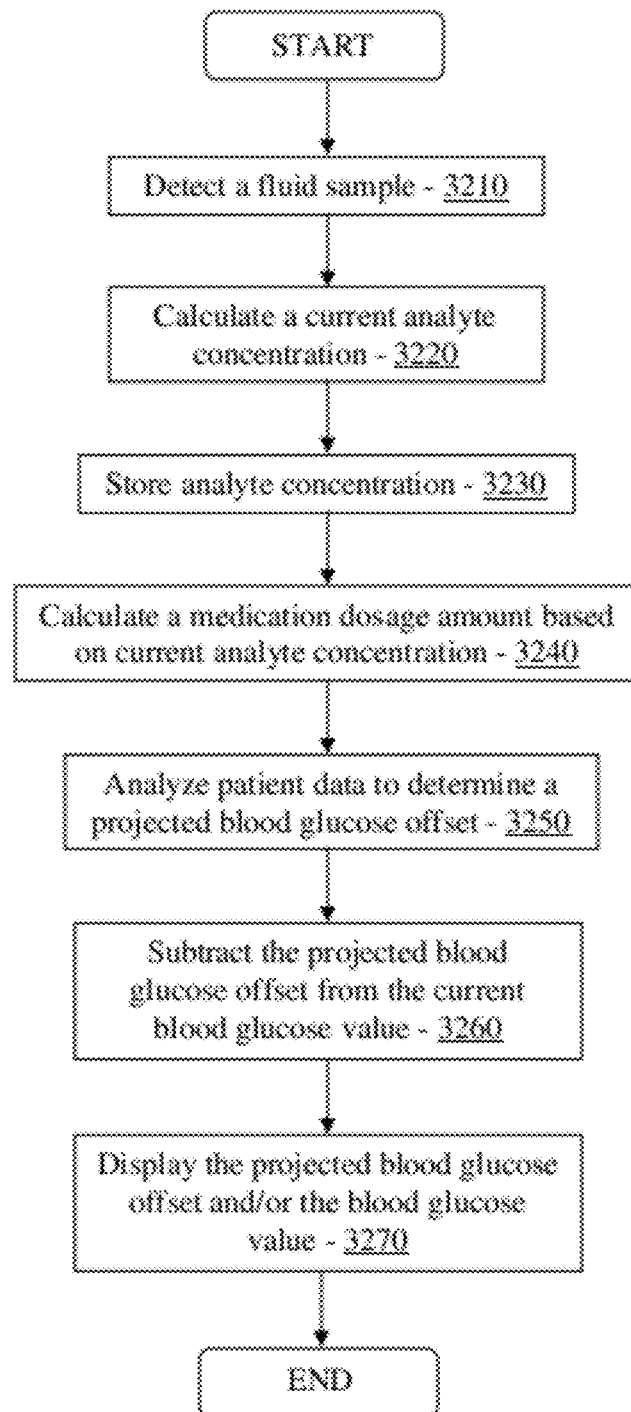 START
Detect a fluid sample - 3210
Calculate a current analyte
concentration - 3220
Store analyte concentration - 3230
Calculate a medication dosage amount based
on current analyte concentration - 3240
Analyze patient data to determine a
projected blood glucose offset - 3250
Subtract the projected blood
glucose offset from the current
blood glucose value - 3260
Display the projected blood glucose
offset and/or the blood glucose
value - 3270
END